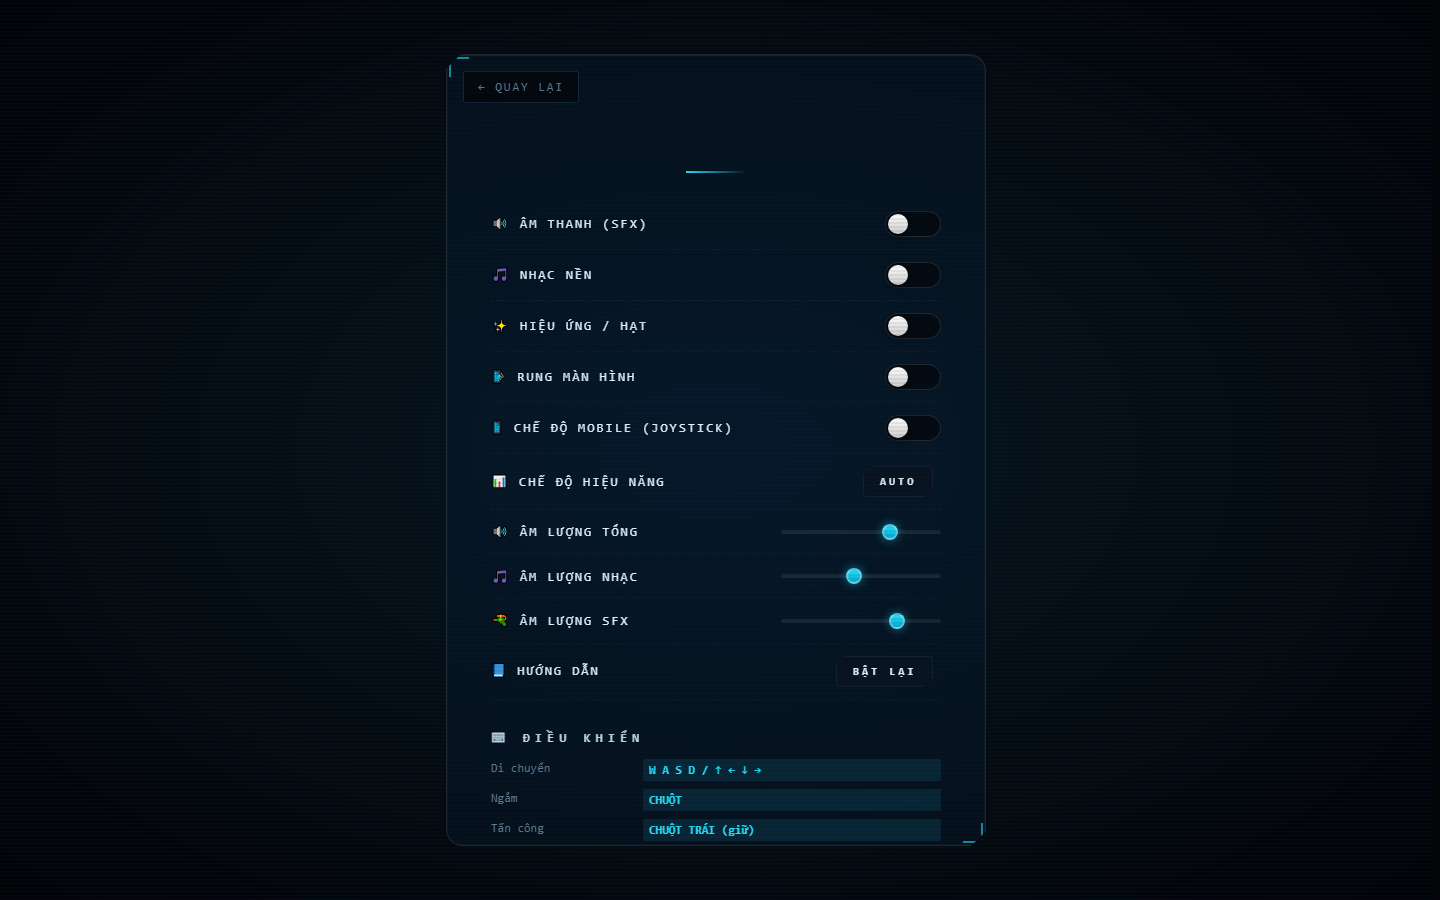 ← QUAY LẠI
ÂM THANH (SFX)
NHẠC NỀN
HIỆU ỨNG / HẠT
RUNG MÀN HÌNH
CHẾ ĐỘ MOBILE (JOYSTICK)
CHẾ ĐỘ HIỆU NĂNG AUTO
ÂM LƯỢNG TỔNG
ÂM LƯỢNG NHẠC
ÂM LƯỢNG SFX
HƯỚNG DẪN BẬT LẠI
ĐIỀU KHIỂN
Di chuyển W A S D / ↑ ← ↓ →
Ngắm CHUỘT
Tấn công CHUỘT TRÁI (giữ)